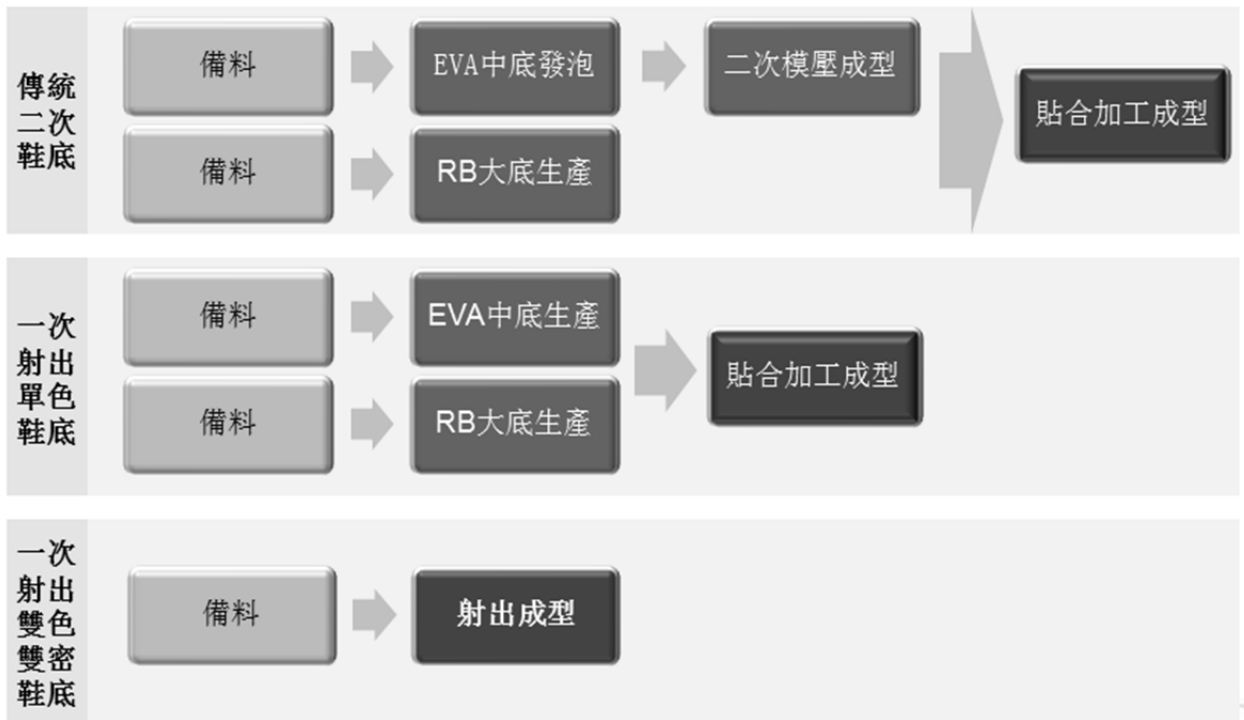 傳統
二次
鞋底
備料
EVA中底發泡
二次模壓成型
備料
RB大底生產
貼合加工成型
一次
射出
單色
鞋底
備料
EVA中底生產
備料
RB大底生產
貼合加工成型
一次
射出
雙色
雙密
鞋底
備料
射出成型